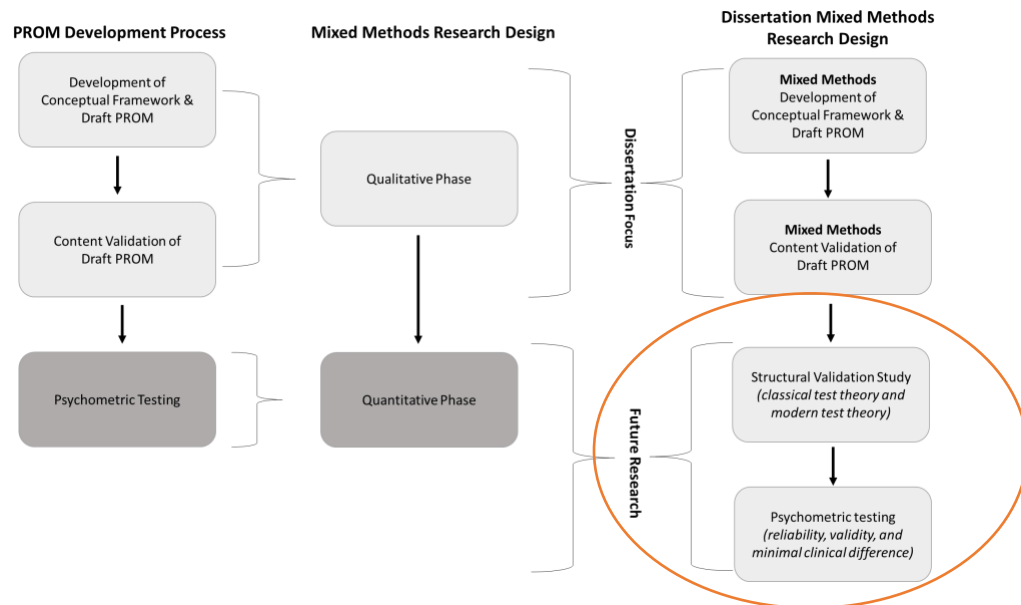 PROM Development Process
Development of
Conceptual Framework &
Draft PROM
Content Validation of
Draft PROM
Psychometric Testing
Mixed Methods Research Design
Qualitative Phase
Quantitative Phase
Dissertation Focus
Future Research
Dissertation Mixed Methods
Research Design
Mixed Methods
Development of
Conceptual Framework &
Draft PROM
Mixed Methods
Content Validation of
Draft PROM
Structural Validation Study
(classical test theory and
modern test theory)
Psychometric testing
(reliability, validity, and
minimal clinical difference)